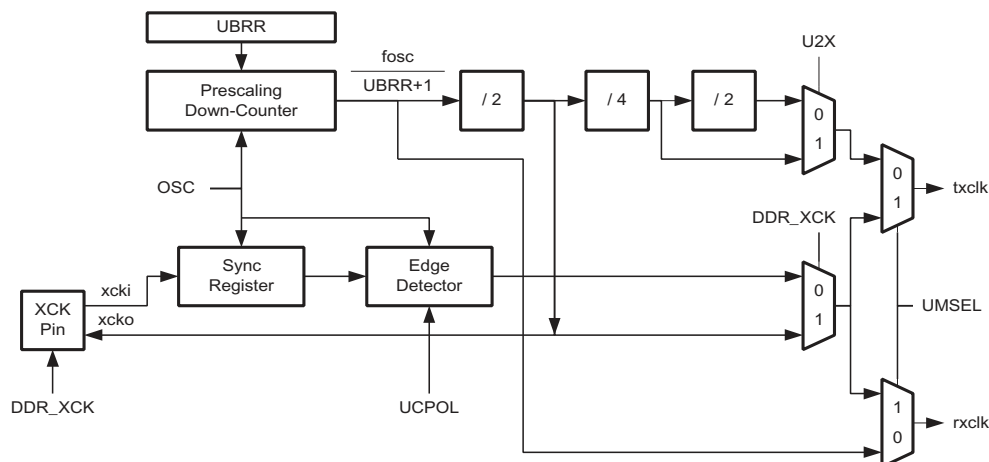 UBRR
U2X
fosc
UBRR+1
Prescaling
Down-Counter
/ 2
/ 4
/ 2
0
1
0
1
txclk
OSC
DDR_XCK
Sync
Register
Edge
Detector
0
1
UMSEL
xcki
XCK
Pin
xcko
DDR_XCK
UCPOL
1
0
rxclk